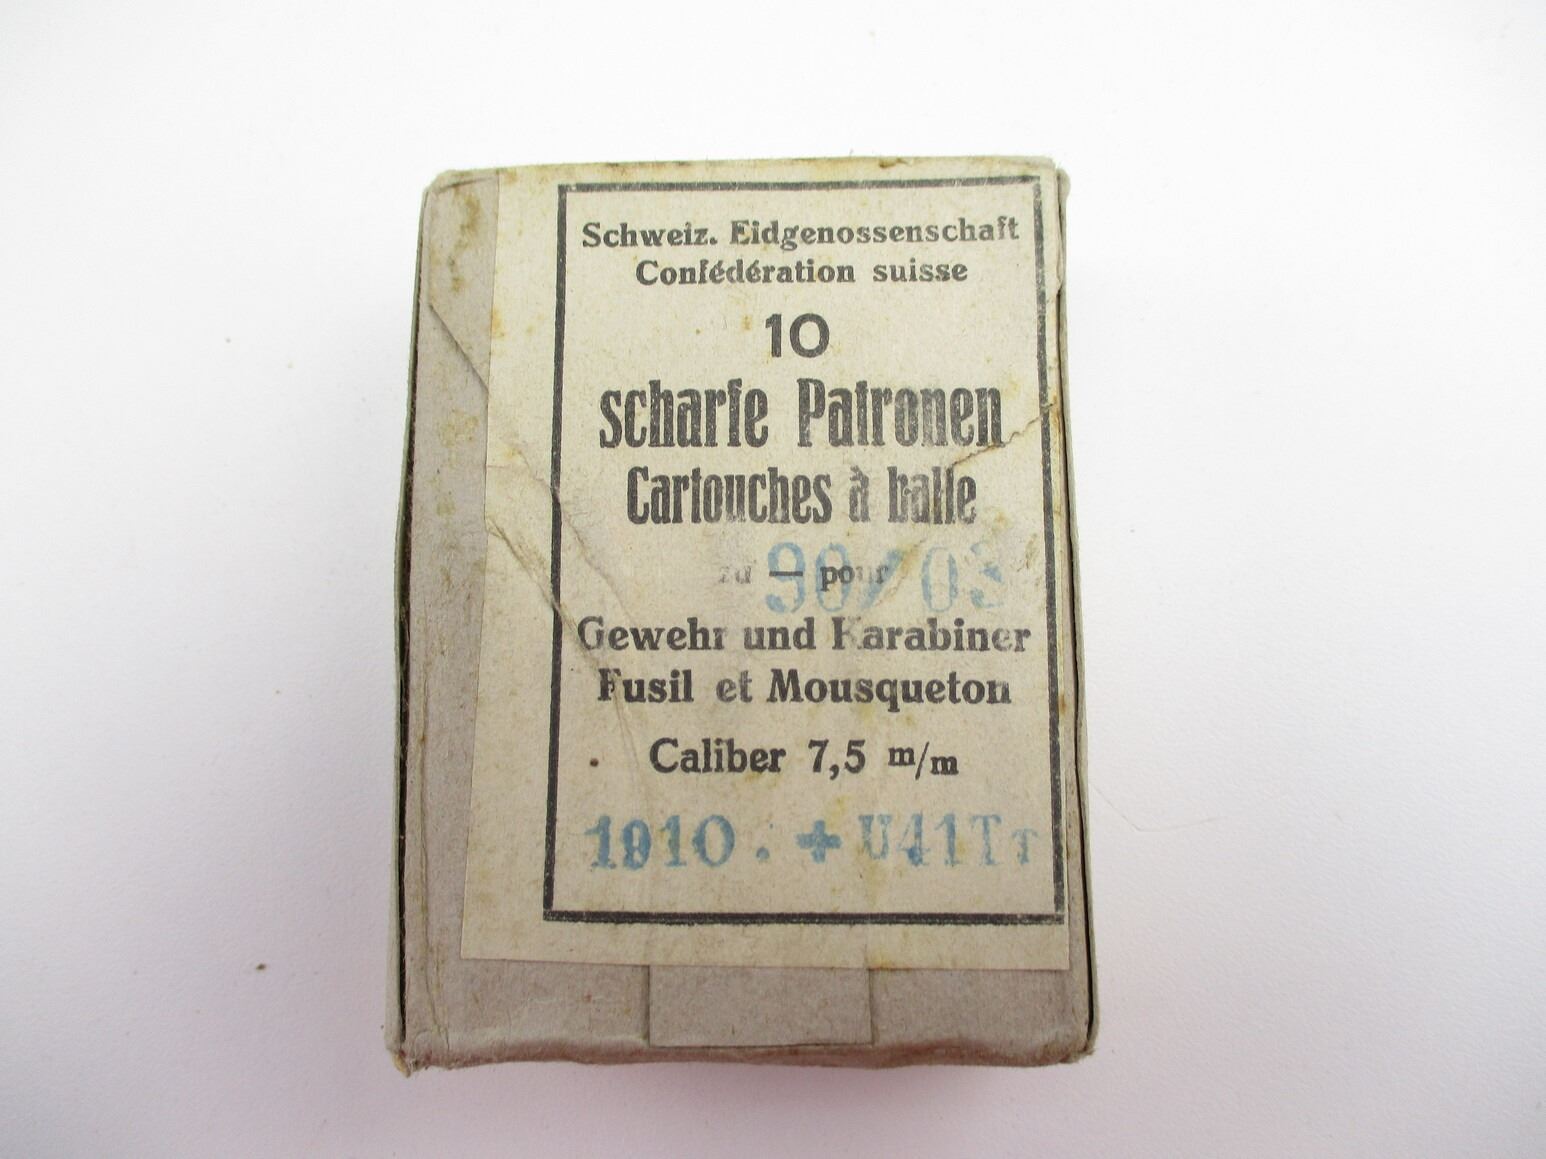 Schweiz. Eidgenossenschaft
Confédération suisse
10
scharfe Patronen
Cartouches à balle
zu — pour
90/03
Gewehr und Karabiner
Fusil et Mousqueton
Caliber 7,5 m/m
1910. + U41TT